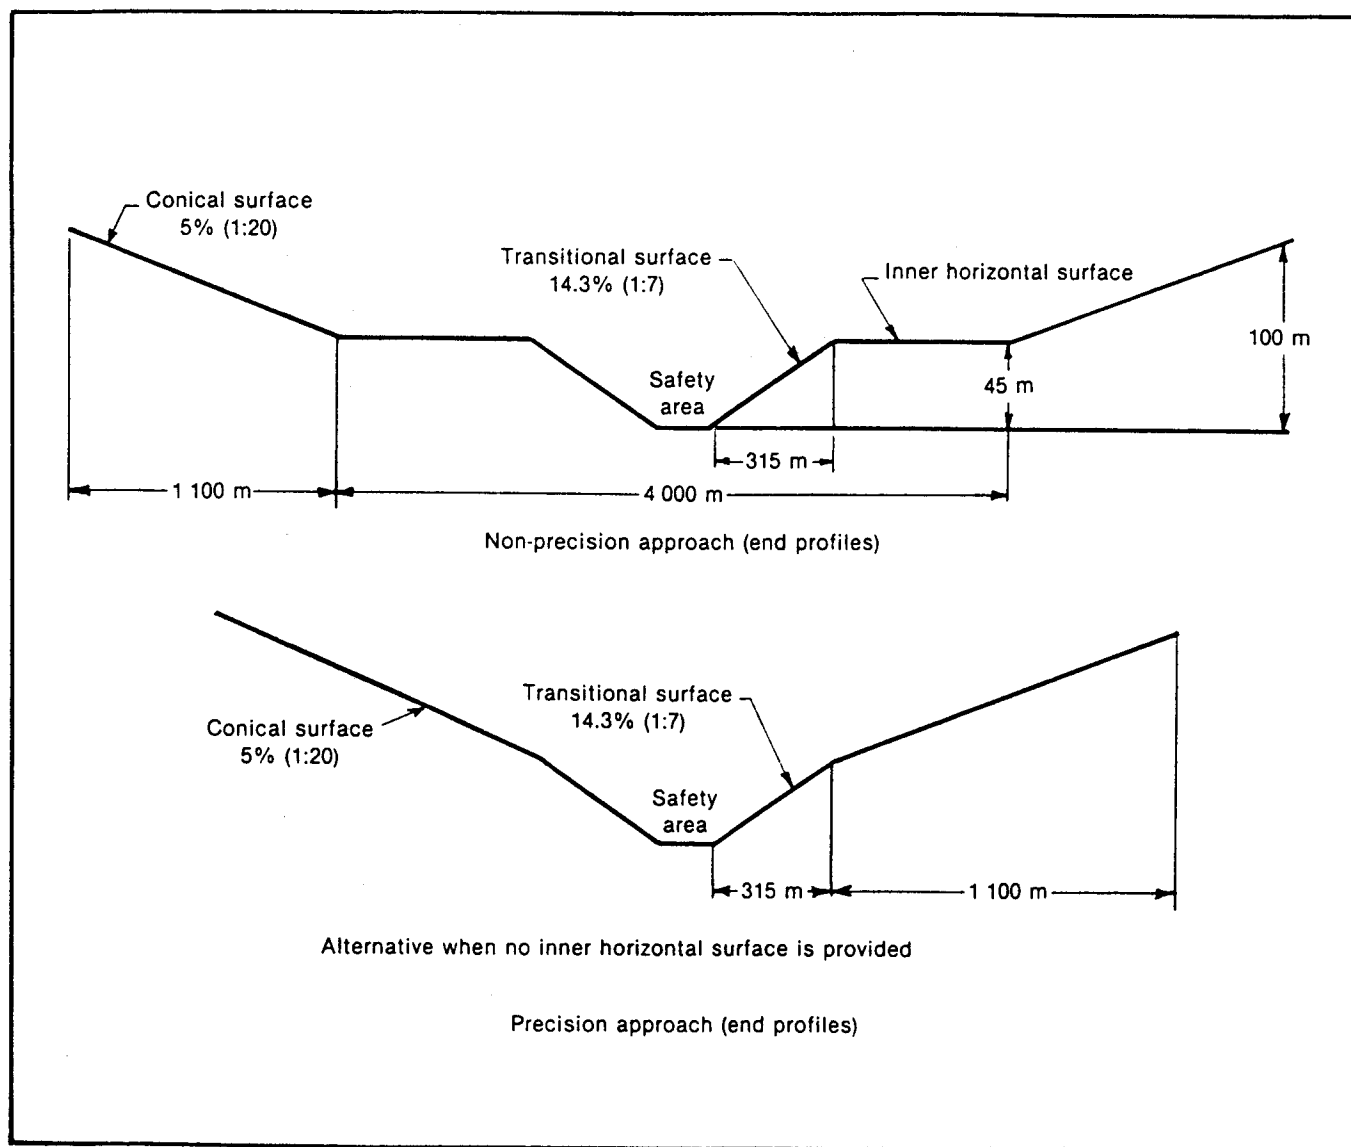 Conical surface
5% (1:20)
Transitional surface
14.3% (1:7)
Inner horizontal surface
100 m
Safety
area
45 m
315 m
1 100 m
4 000 m
Non-precision approach (end profiles)
Transitional surface
14.3% (1:7)
Conical surface
5% (1:20)
Safety
area
315 m
1 100 m
Alternative when no inner horizontal surface is provided
Precision approach (end profiles)